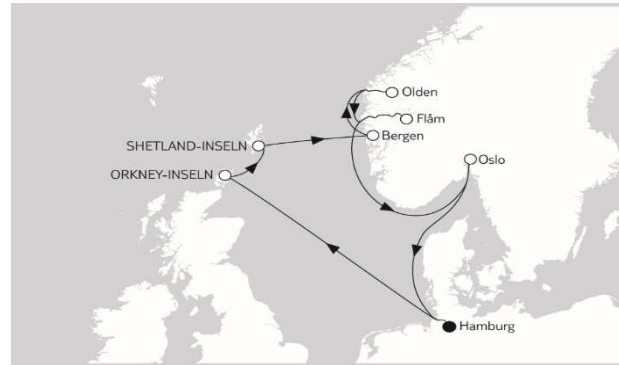 Olden
Flåm
Bergen
SHETLAND-INSELN
Oslo
ORKNEY-INSELN
Hamburg